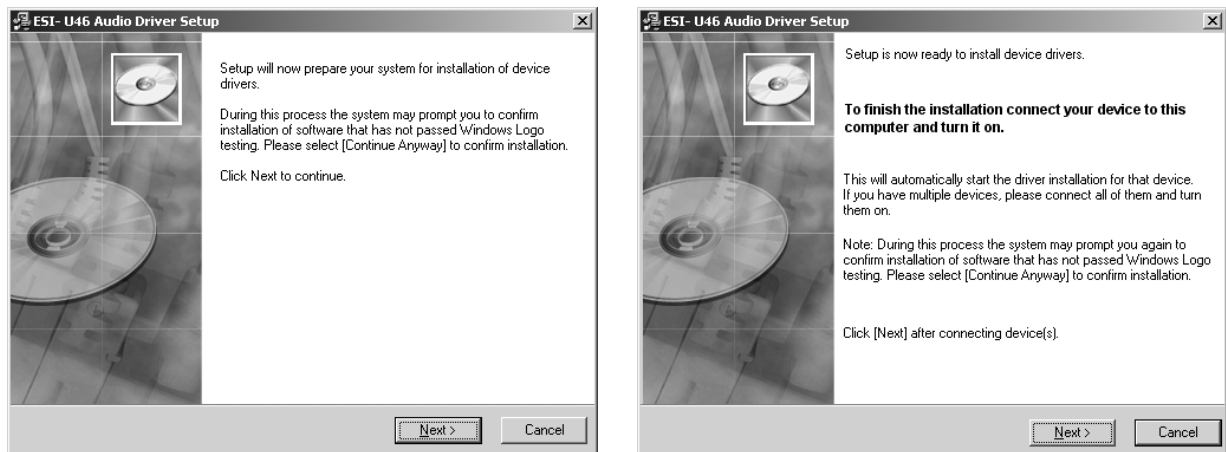 ESI- U46 Audio Driver Setup
Setup will now prepare your system for installation of device
drivers.
During this process the system may prompt you to confirm
installation of software that has not passed Windows Logo
testing. Please select [Continue Anyway] to confirm installation.
Click Next to continue.
Next >
Cancel
ESI- U46 Audio Driver Setup
Setup is now ready to install device drivers.
To finish the installation connect your device to this
computer and turn it on.
This will automatically start the driver installation for that device.
If you have multiple devices, please connect all of them and turn
them on.
Note: During this process the system may prompt you again to
confirm installation of software that has not passed Windows Logo
testing. Please select [Continue Anyway] to confirm installation.
Click [Next] after connecting device(s).
Next >
Cancel